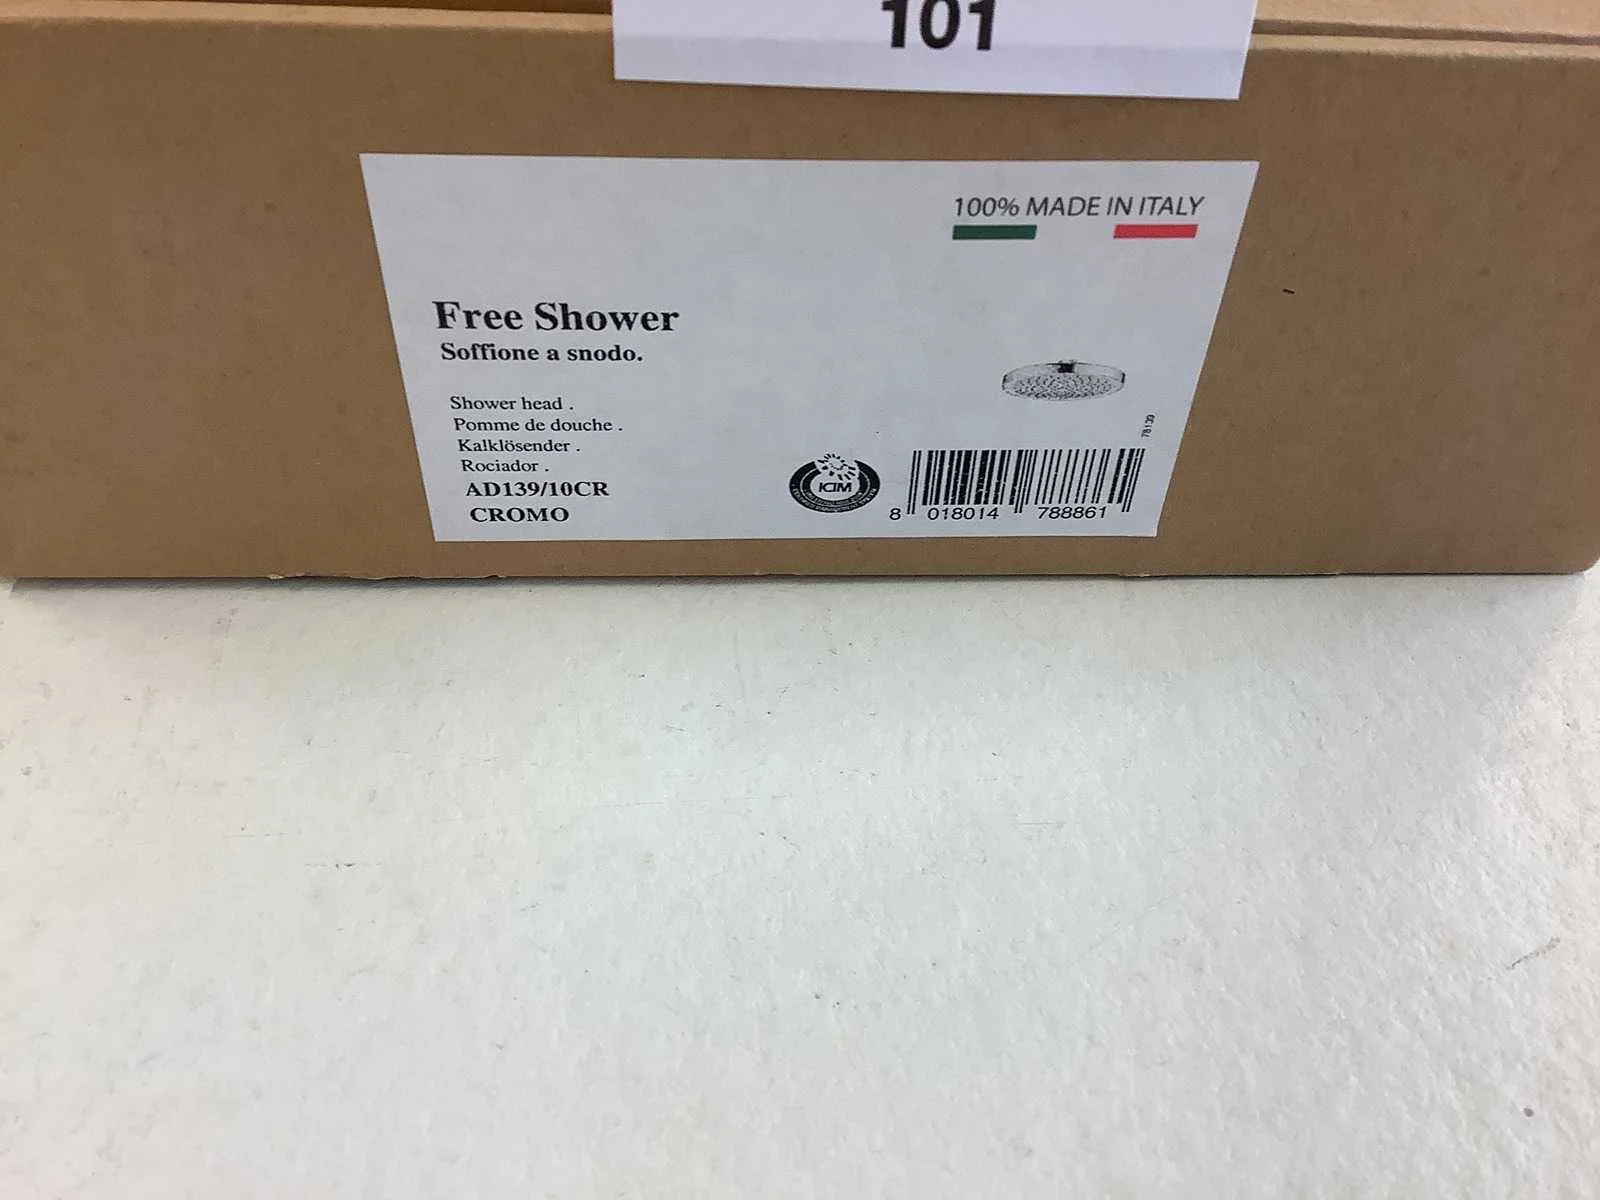 101
100% MADE IN ITALY
Free Shower
Soffione a snodo.
Shower head .
Pomme de douche .
Kalklösender .
Rociador .
AD139/10CR
CROMO
ICIM
78139
8 018014 788861